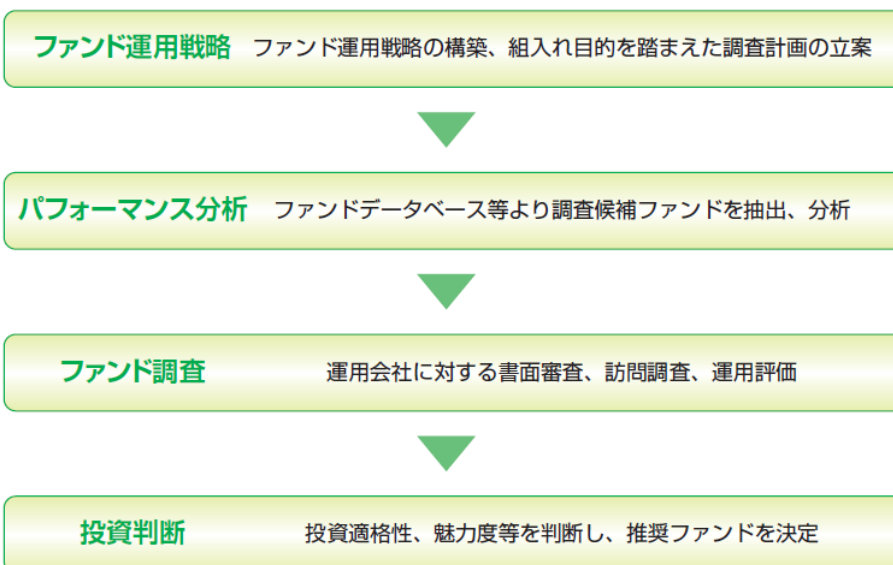 ファンド運用戦略 ファンド運用戦略の構築、組入れ目的を踏まえた調査計画の立案
パフォーマンス分析 ファンドデータベース等より調査候補ファンドを抽出、分析
ファンド調査 運用会社に対する書面審査、訪問調査、運用評価
投資判断 投資適格性、魅力度等を判断し、推奨ファンドを決定